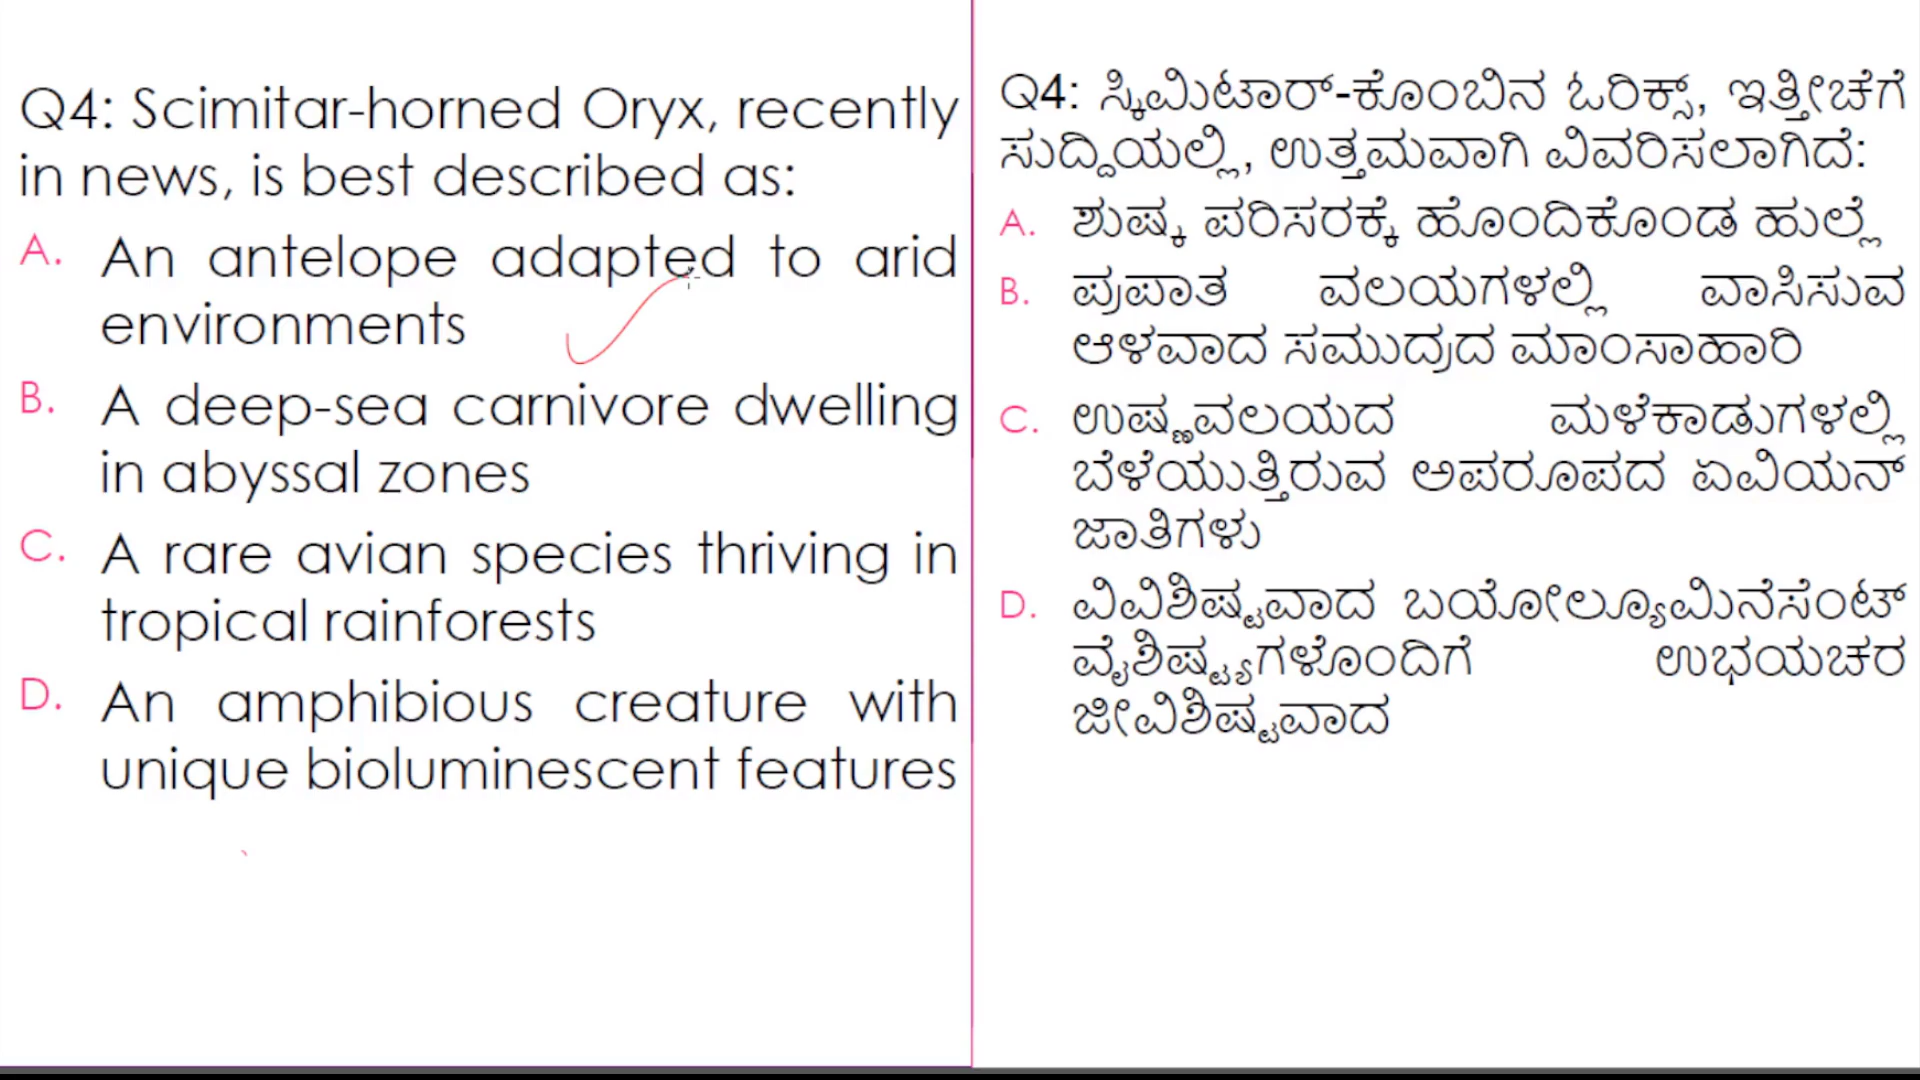 Q4: Scimitar-horned Oryx, recently
in news, is best described as:
A. An antelope adapted to arid
environments
B. A deep-sea carnivore dwelling
in abyssal zones
C. A rare avian species thriving in
tropical rainforests
D. An amphibious creature with
unique bioluminescent features
Q4: ಸ್ಕಿಮಿಟಾರ್-ಕೊಂಬಿನ ಓರಿಕ್ಸ್, ಇತ್ತೀಚೆಗೆ
ಸುದ್ದಿಯಲ್ಲಿ, ಉತ್ತಮವಾಗಿ ವಿವರಿಸಲಾಗಿದೆ:
A. ಶುಷ್ಕ ಪರಿಸರಕ್ಕೆ ಹೊಂದಿಕೊಂಡ ಹುಲ್ಲೆ
B. ಪ್ರಪಾತ ವಲಯಗಳಲ್ಲಿ ವಾಸಿಸುವ
ಆಳವಾದ ಸಮುದ್ರದ ಮಾಂಸಾಹಾರಿ
C. ಉಷ್ಣವಲಯದ ಮಳೆಕಾಡುಗಳಲ್ಲಿ
ಬೆಳೆಯುತ್ತಿರುವ ಅಪರೂಪದ ಏವಿಯನ್
ಜಾತಿಗಳು
D. ವಿವಿಶಿಷ್ಟವಾದ ಬಯೋಲ್ಯೂಮಿನೆಸೆಂಟ್
ವೈಶಿಷ್ಟ್ಯಗಳೊಂದಿಗೆ ಉಭಯಚರ
ಜೀವಿಶಿಷ್ಟವಾದ